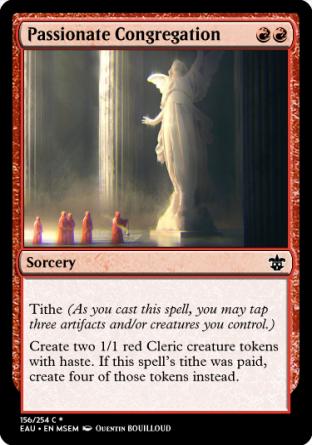 Passionate Congregation
Sorcery
Tithe (As you cast this spell, you may tap
three artifacts and/or creatures you control.)
Create two 1/1 red Cleric creature tokens
with haste. If this spell's tithe was paid,
create four of those tokens instead.
156/254 C *
EAU • EN MSEM Quentin BOUILLOUD